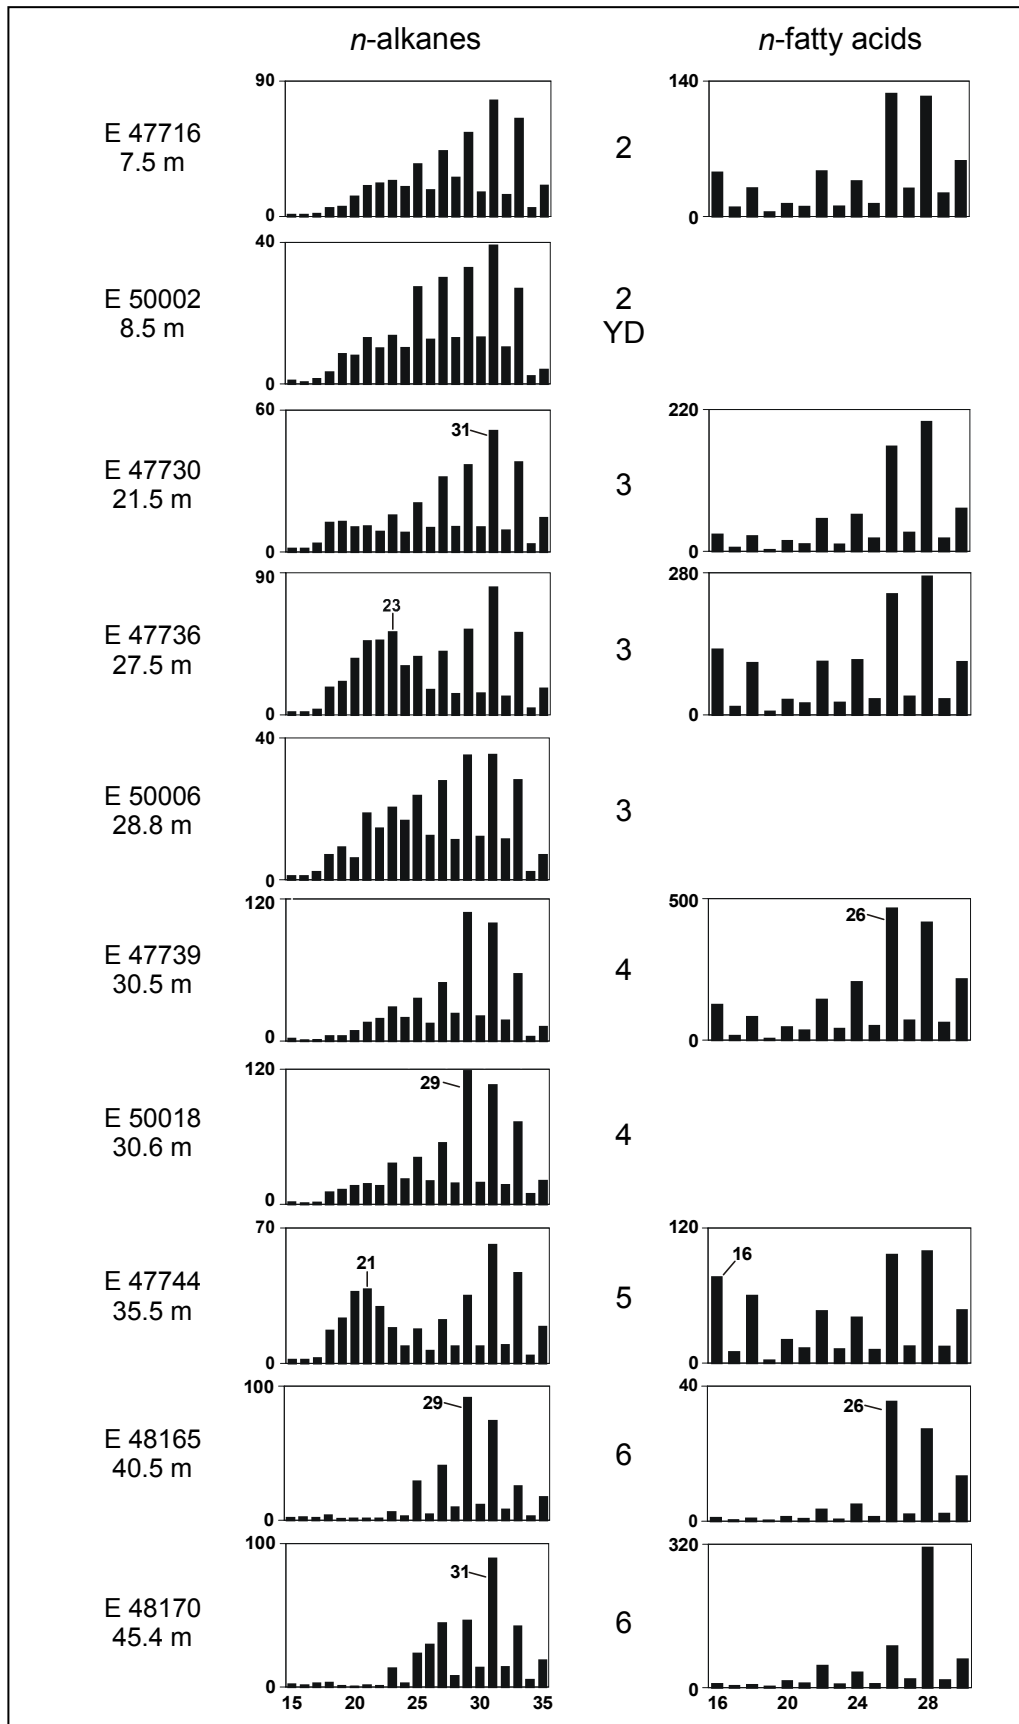 n-alkanes n-fatty acids
90 140
E 47716
7.5 m
2
0 0
40
E 50002
8.5 m
2
YD
0
60 220
31
E 47730
21.5 m
3
0 0
90 280
23
E 47736
27.5 m
3
0 0
40
E 50006
28.8 m
3
0
120 500
26
E 47739
30.5 m
4
0 0
120
29
E 50018
30.6 m
4
0
70 120
21 16
E 47744
35.5 m
5
0 0
100 40
29 26
E 48165
40.5 m
6
0 0
100 320
31
E 48170
45.4 m
6
0 0
15 20 25 30 35 16 20 24 28